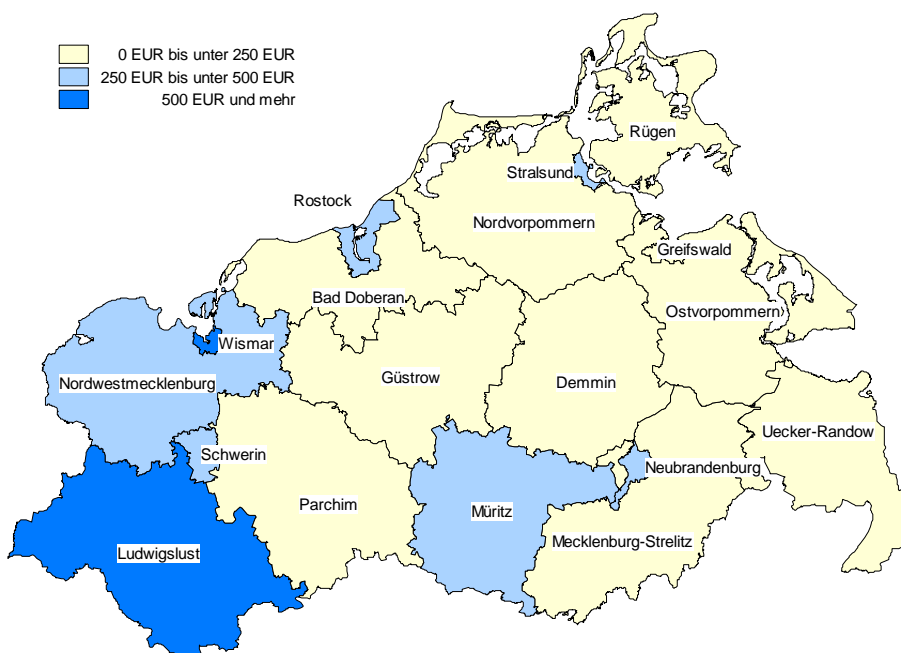 0 EUR bis unter 250 EUR
250 EUR bis unter 500 EUR
500 EUR und mehr
Rügen
Stralsund
Rostock
Nordvorpommern
Greifswald
Bad Doberan
Ostvorpommern
Wismar
Nordwestmecklenburg
Güstrow
Demmin
Uecker-Randow
Schwerin
Neubrandenburg
Parchim
Müritz
Mecklenburg-Strelitz
Ludwigslust